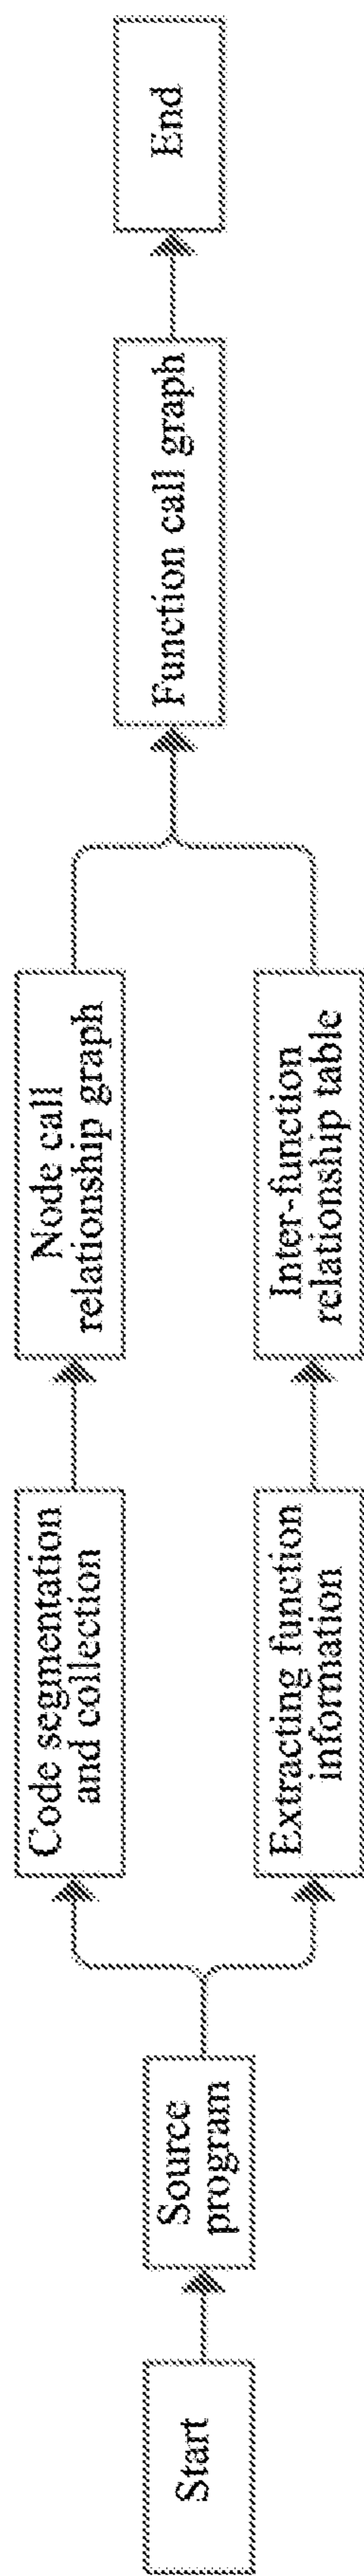 Start
Source
program
Code segmentation
and collection
Node call
relationship graph
Extracting function
information
Inter-function
relationship table
Function call graph
End